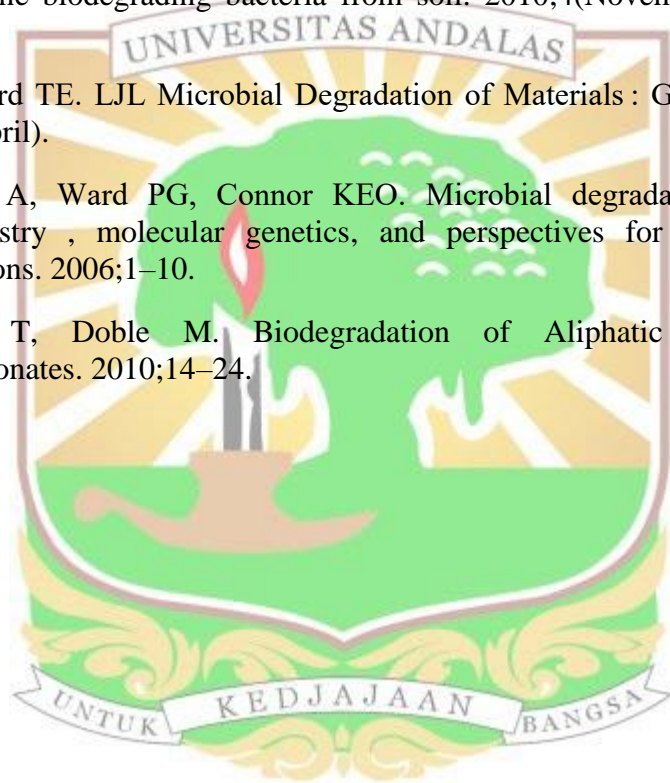 biodegrading bacteria from soil. 2010;4(Novem
UNIVERSITAS ANDALAS
rd TE. LJL Microbial Degradation of Materials : G
ril).
A, Ward PG, Connor KEO. Microbial degrada
stry , molecular genetics, and perspectives for
ons. 2006;1–10.
T, Doble M. Biodegradation of Aliphatic
onates. 2010;14–24.
UNTUK KEDJAJAAN BANGSA